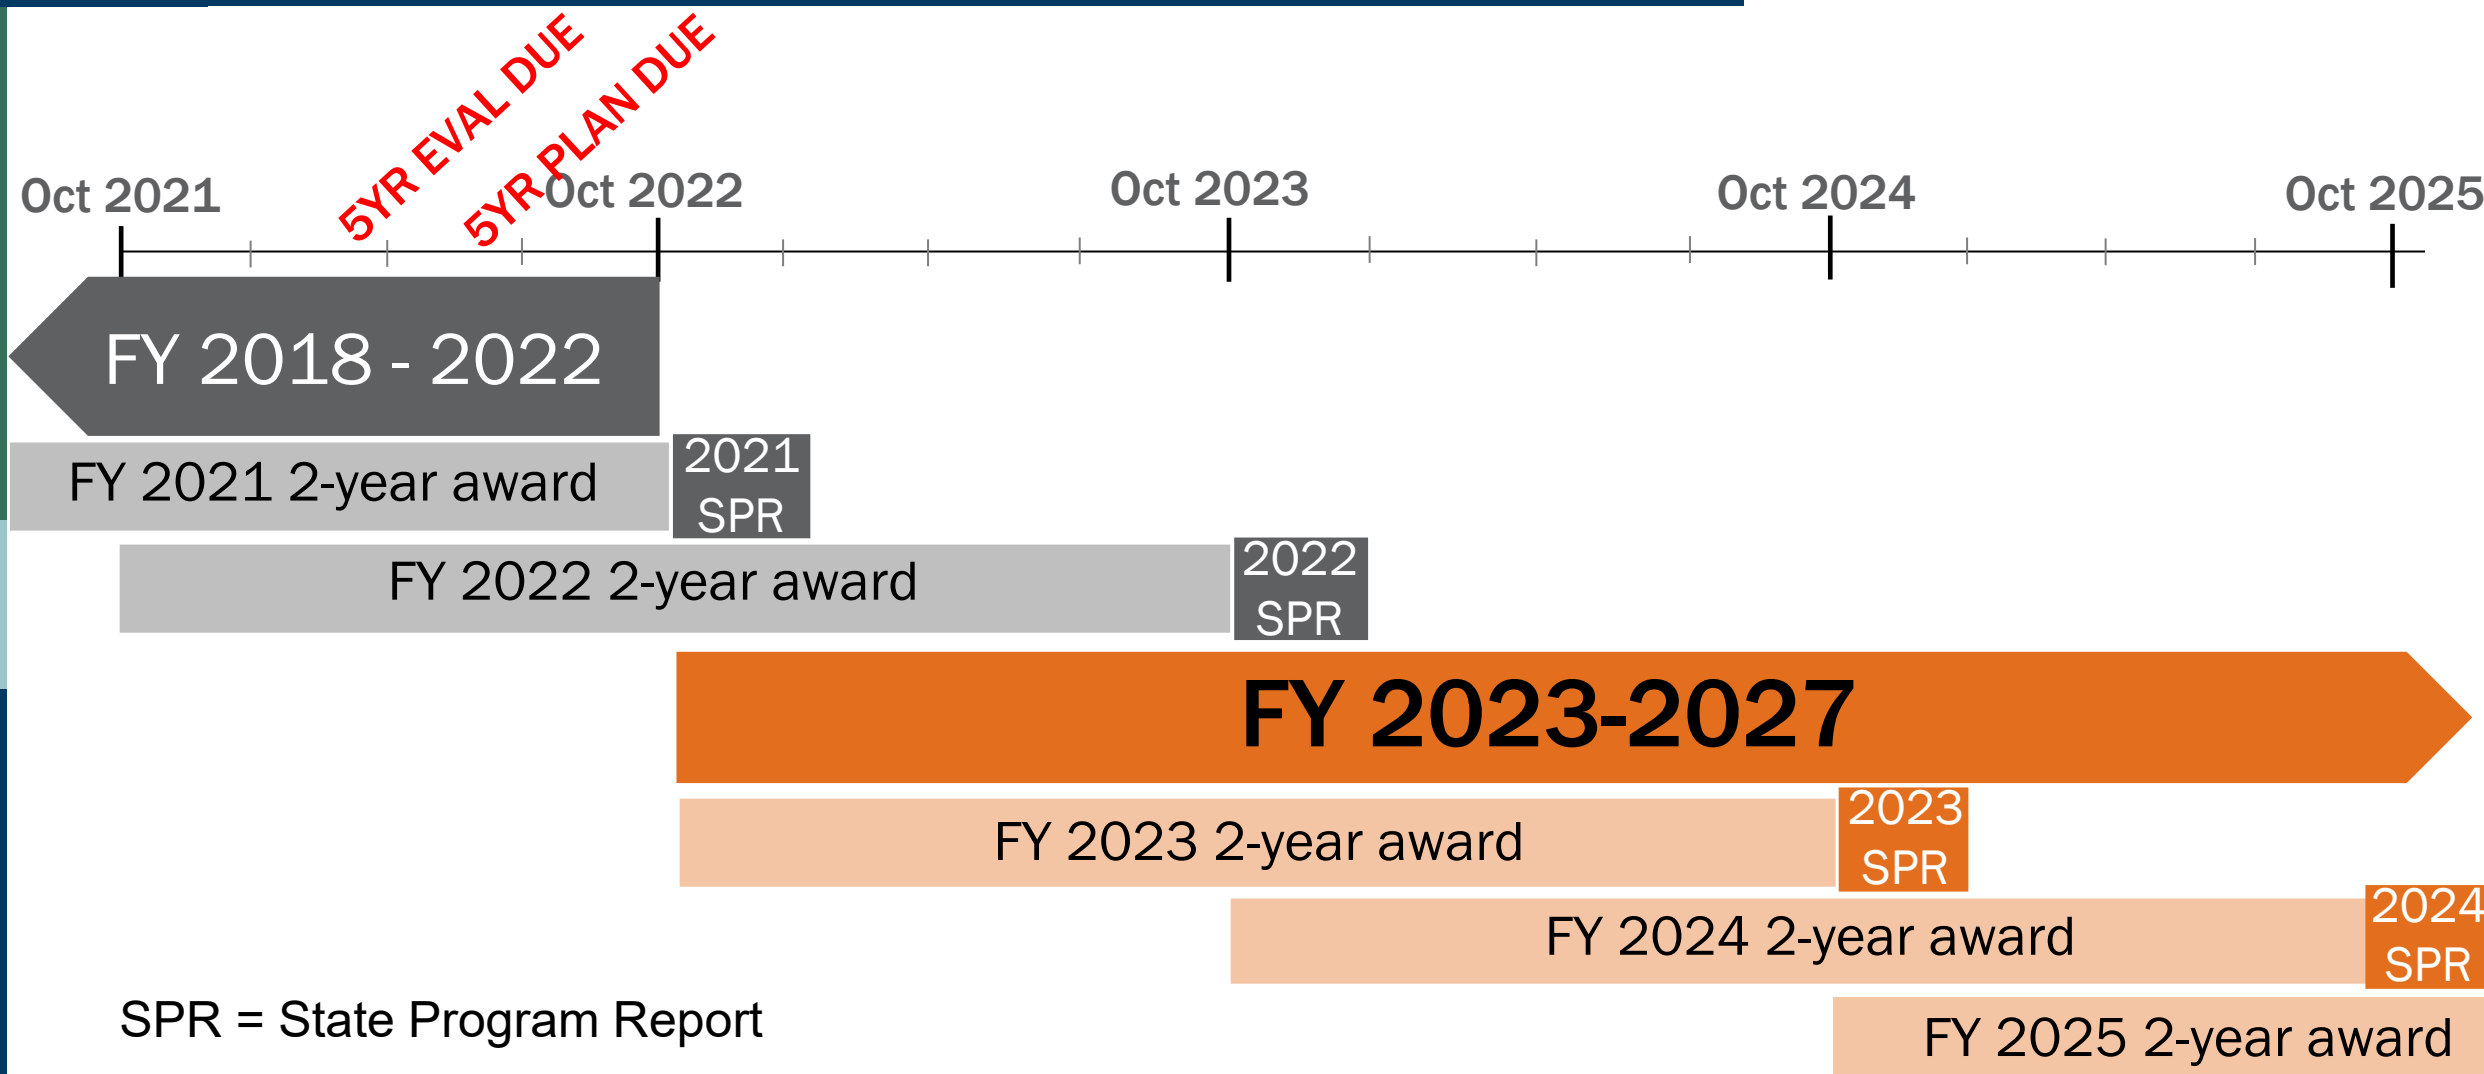 5YR EVAL DUE
5YR PLAN DUE
Oct 2021
Oct 2022
Oct 2023
Oct 2024
Oct 2025
FY 2018 - 2022
FY 2021 2-year award
2021
SPR
FY 2022 2-year award
2022
SPR
FY 2023-2027
FY 2023 2-year award
2023
SPR
FY 2024 2-year award
2024
SPR
SPR = State Program Report
FY 2025 2-year award